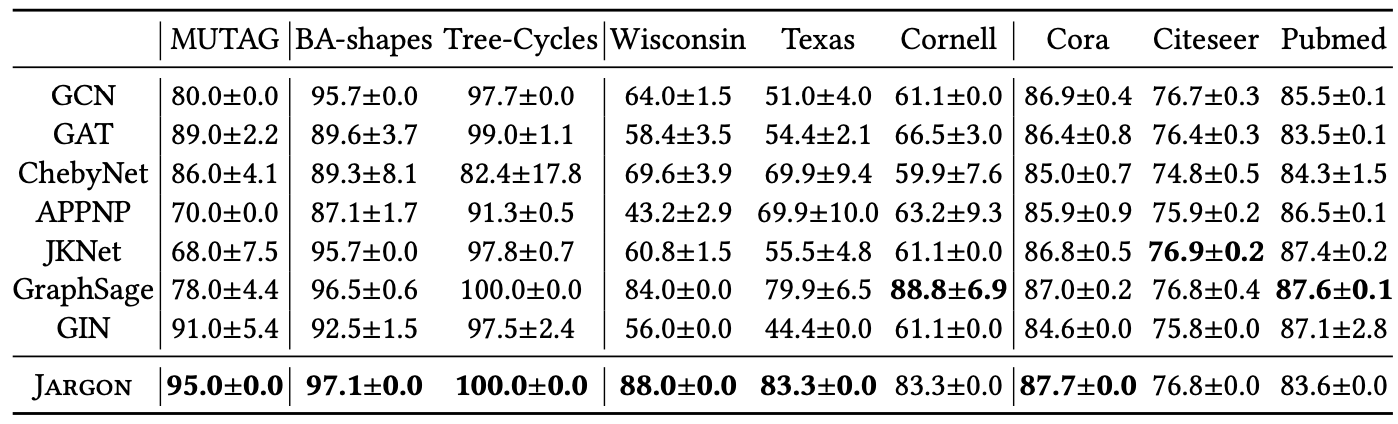 MUTAG BA-shapes Tree-Cycles Wisconsin Texas Cornell Cora Citeseer Pubmed
GCN 80.0±0.0 95.7±0.0 97.7±0.0 64.0±1.5 51.0±4.0 61.1±0.0 86.9±0.4 76.7±0.3 85.5±0.1
GAT 89.0±2.2 89.6±3.7 99.0±1.1 58.4±3.5 54.4±2.1 66.5±3.0 86.4±0.8 76.4±0.3 83.5±0.1
ChebyNet 86.0±4.1 89.3±8.1 82.4±17.8 69.6±3.9 69.9±9.4 59.9±7.6 85.0±0.7 74.8±0.5 84.3±1.5
APPNP 70.0±0.0 87.1±1.7 91.3±0.5 43.2±2.9 69.9±10.0 63.2±9.3 85.9±0.9 75.9±0.2 86.5±0.1
JKNet 68.0±7.5 95.7±0.0 97.8±0.7 60.8±1.5 55.5±4.8 61.1±0.0 86.8±0.5 76.9±0.2 87.4±0.2
GraphSage 78.0±4.4 96.5±0.6 100.0±0.0 84.0±0.0 79.9±6.5 88.8±6.9 87.0±0.2 76.8±0.4 87.6±0.1
GIN 91.0±5.4 92.5±1.5 97.5±2.4 56.0±0.0 44.4±0.0 61.1±0.0 84.6±0.0 75.8±0.0 87.1±2.8
JARGON 95.0±0.0 97.1±0.0 100.0±0.0 88.0±0.0 83.3±0.0 83.3±0.0 87.7±0.0 76.8±0.0 83.6±0.0